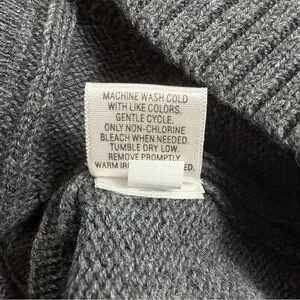 MACHINE WASH COLD
WITH LIKE COLORS.
GENTLE CYCLE.
ONLY NON-CHLORINE
BLEACH WHEN NEEDED.
TUMBLE DRY LOW.
REMOVE PROMPTLY.
WARM IR